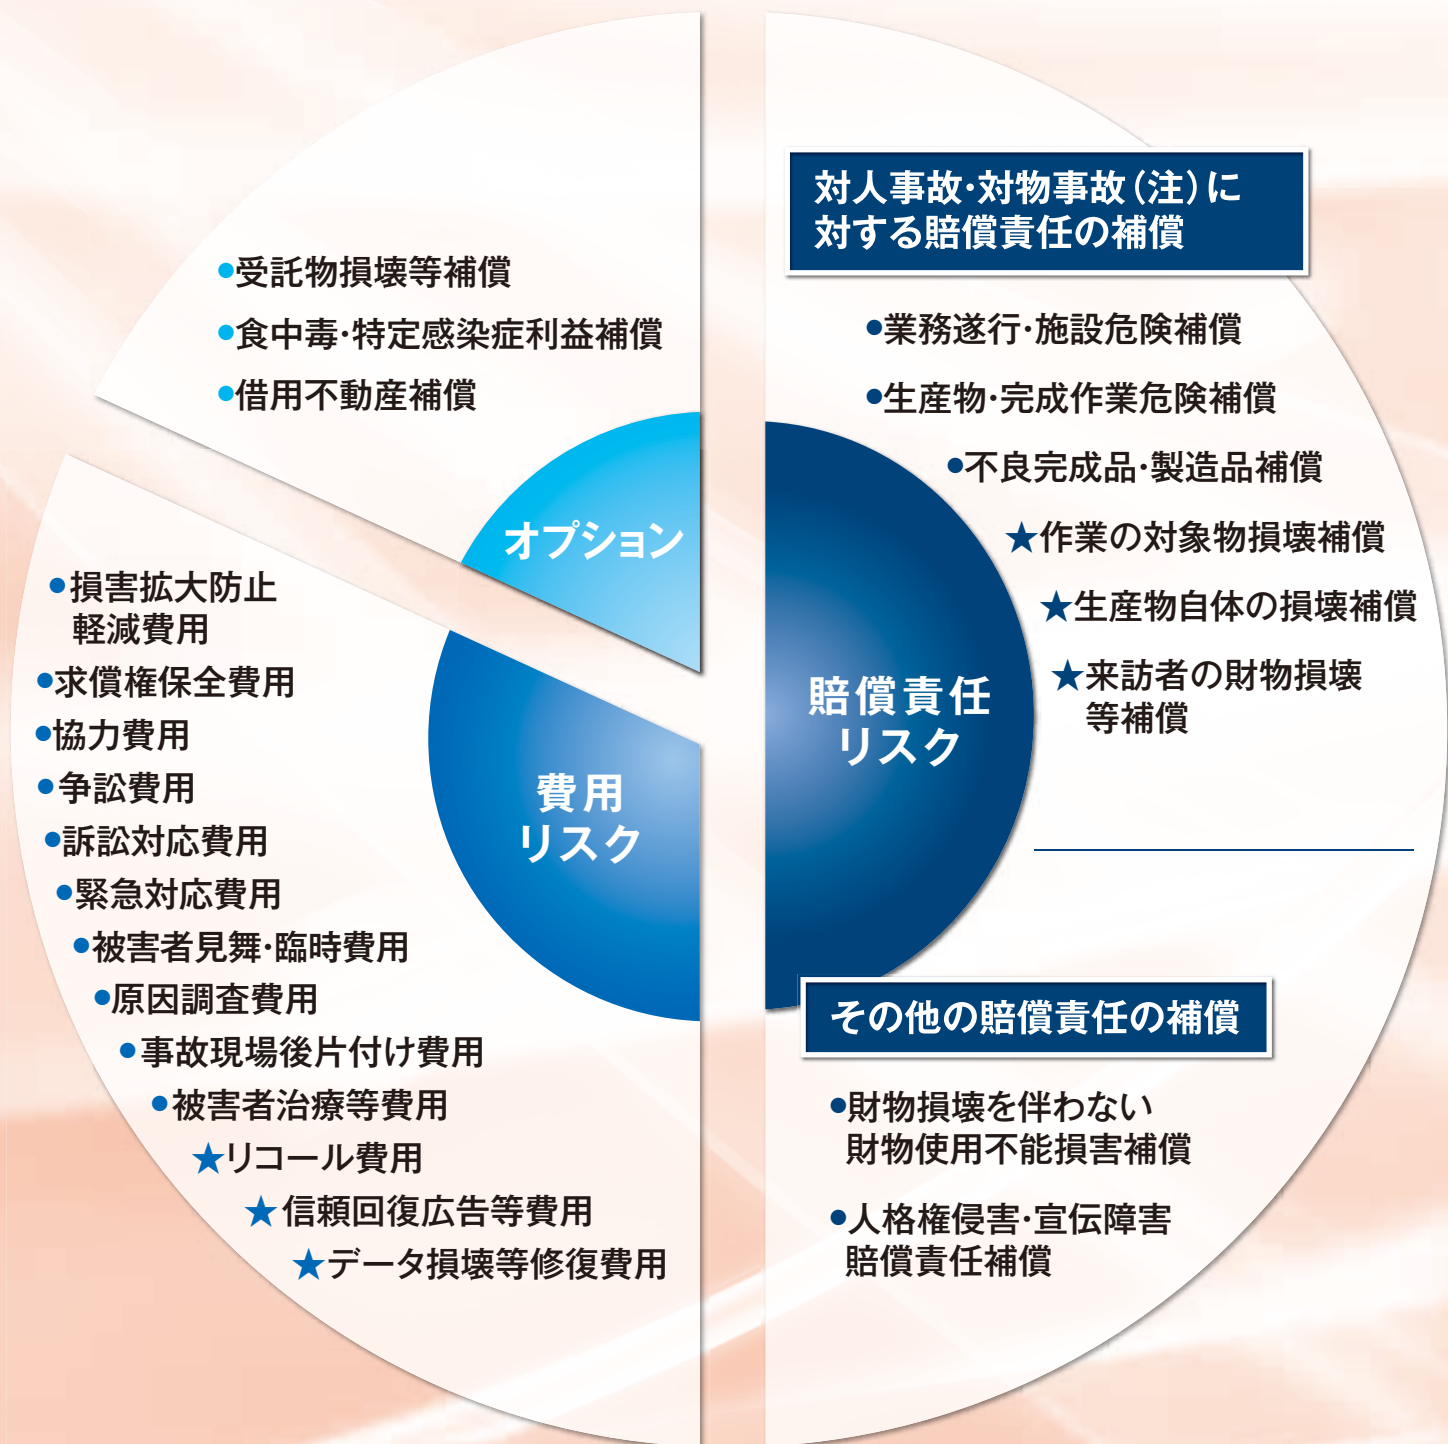 ●受託物損壊等補償
●食中毒・特定感染症利益補償
●借用不動産補償
オプション
対人事故・対物事故（注）に
対する賠償責任の補償
●業務遂行・施設危険補償
●生産物・完成作業危険補償
●不良完成品・製造品補償
★作業の対象物損壊補償
★生産物自体の損壊補償
★来訪者の財物損壊
等補償
賠償責任
リスク
その他の賠償責任の補償
●財物損壊を伴わない
財物使用不能損害補償
●人格権侵害・宣伝障害
賠償責任補償
費用
リスク
●損害拡大防止
軽減費用
●求償権保全費用
●協力費用
●争訟費用
●訴訟対応費用
●緊急対応費用
●被害者見舞・臨時費用
●原因調査費用
●事故現場後片付け費用
●被害者治療等費用
★リコール費用
★信頼回復広告等費用
★データ損壊等修復費用